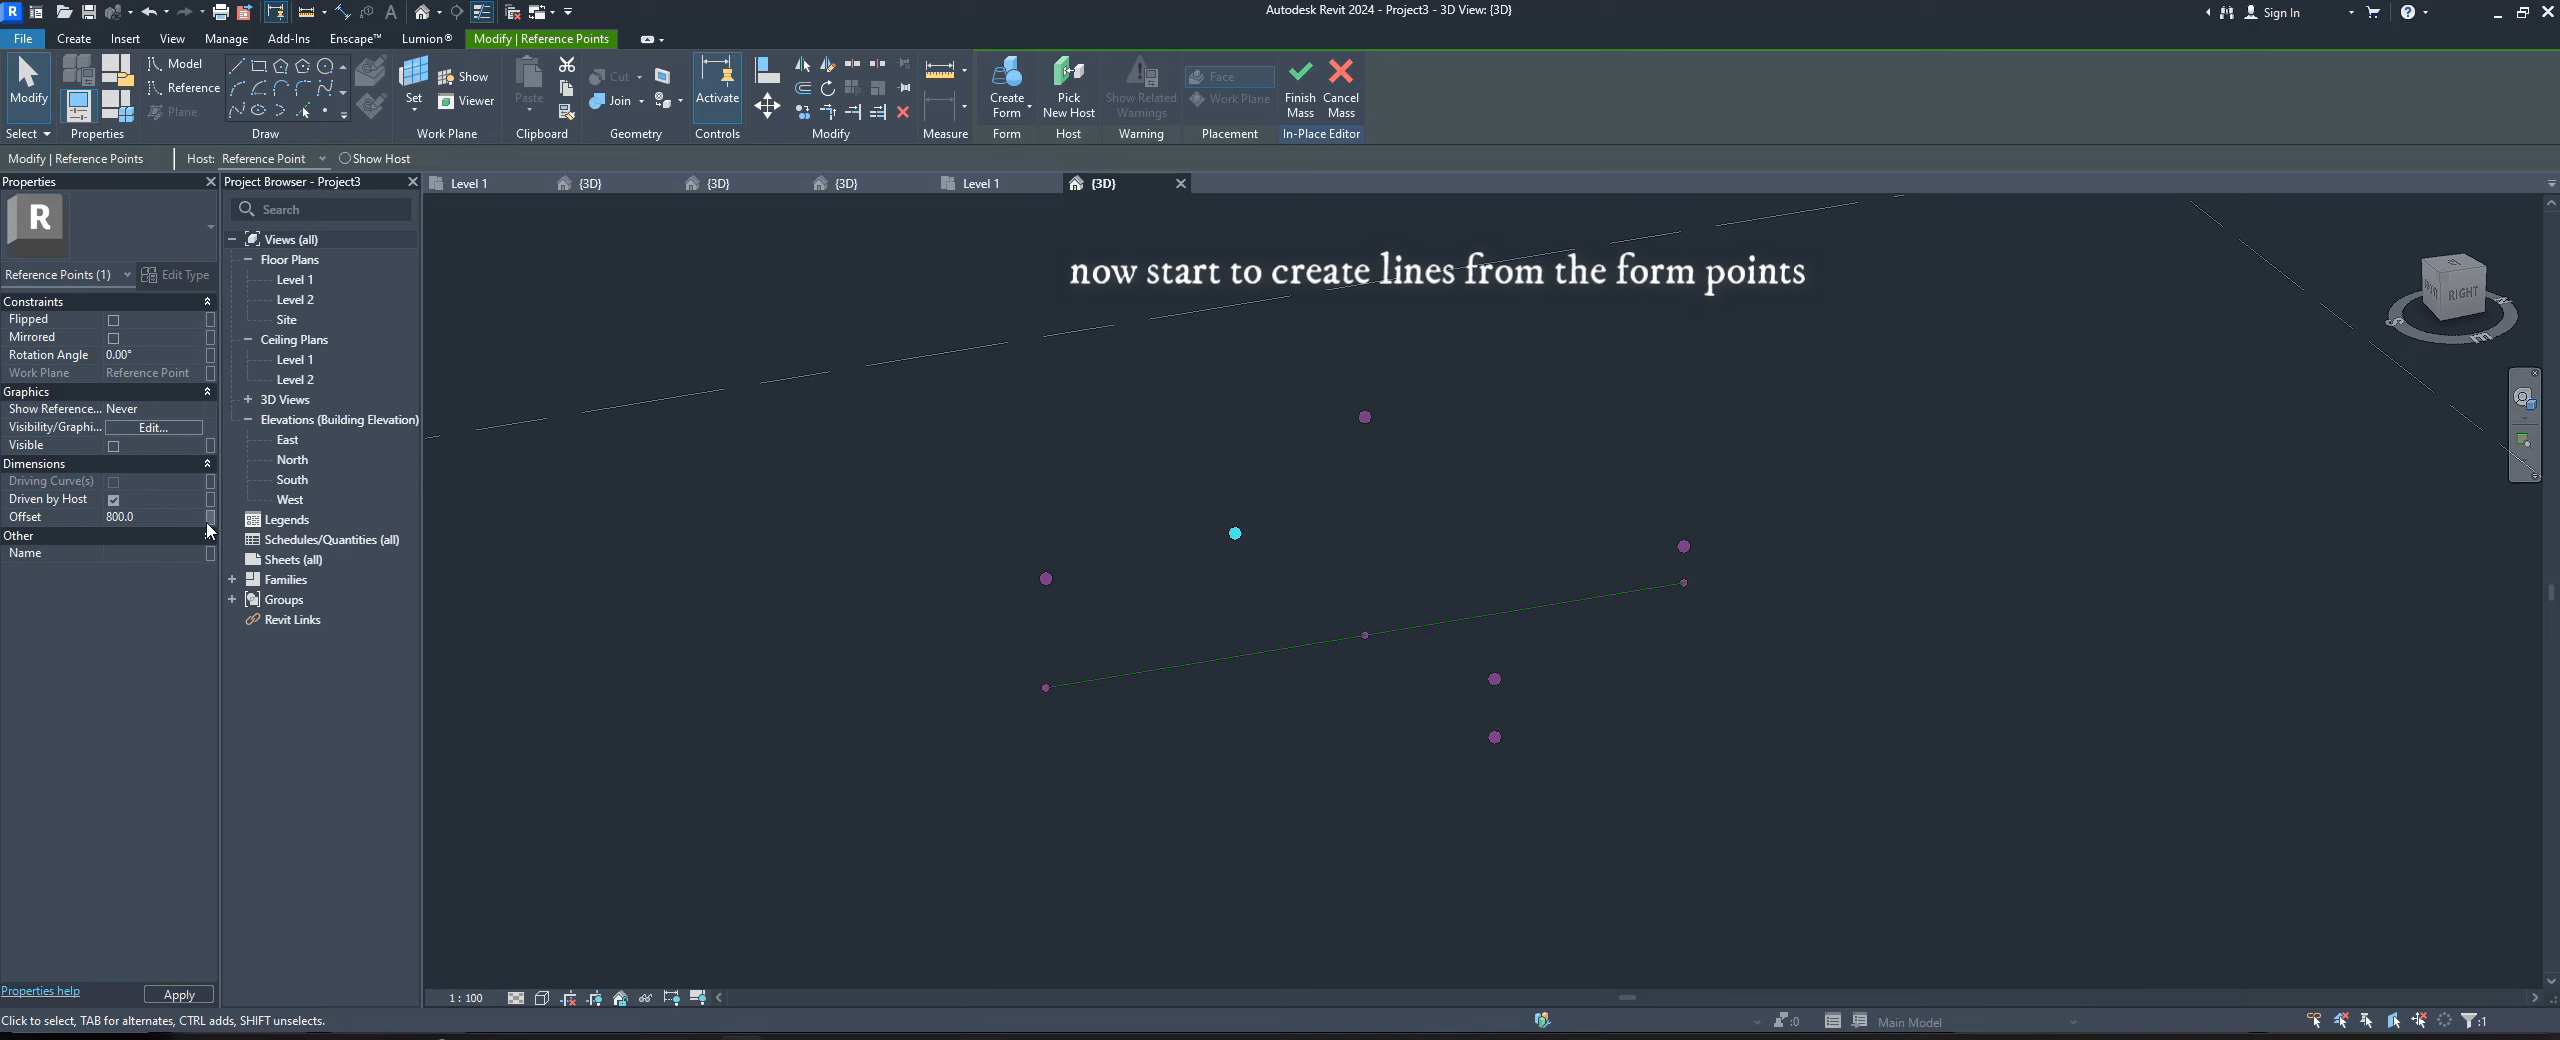 Autodesk Revit 2024 - Project3 - 3D View: {3D}
Sign In
File Create Insert View Manage Add-Ins Enscape™ Lumion® Modify | Reference Points
Modify
Model
Reference
Plane
Set
Show
Viewer
Paste
Cut
Join
Activate
Create Form
Pick New Host
Show Related Warnings
Face
Work Plane
Finish Mass
Cancel Mass
Select Properties Draw Work Plane Clipboard Geometry Controls Modify Measure Form Host Warning Placement In-Place Editor
Modify | Reference Points Host: Reference Point Show Host
Properties
R
Reference Points (1) Edit Type
Constraints
Flipped
Mirrored
Rotation Angle 0.00°
Work Plane Reference Point
Graphics
Show Reference... Never
Visibility/Graphi... Edit...
Visible
Dimensions
Driving Curve(s)
Driven by Host
Offset 800.0
Other
Name
Properties help Apply
Project Browser - Project3
Search
Views (all)
Floor Plans
Level 1
Level 2
Site
Ceiling Plans
Level 1
Level 2
3D Views
Elevations (Building Elevation)
East
North
South
West
Legends
Schedules/Quantities (all)
Sheets (all)
Families
Groups
Revit Links
Level 1 {3D} {3D} {3D} Level 1 {3D}
now start to create lines from the form points
RIGHT
S
E
1 : 100
Click to select, TAB for alternates, CTRL adds, SHIFT unselects.
:0
Main Model
:1